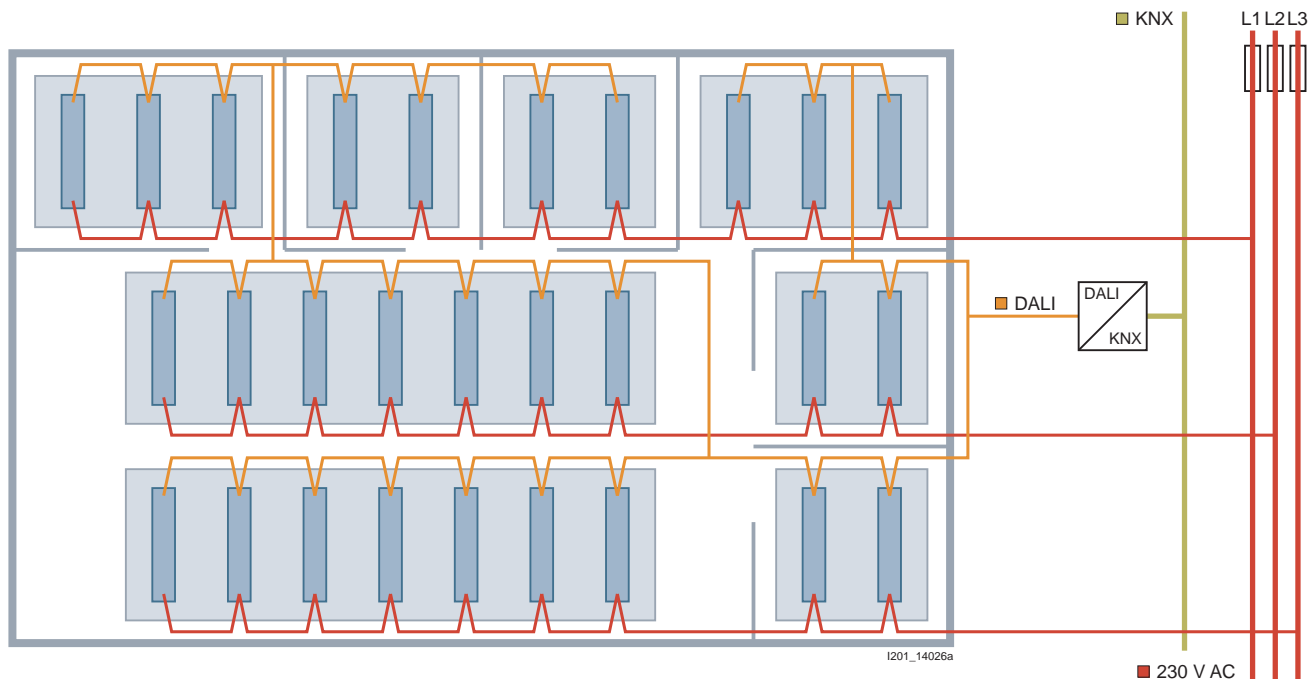 KNX
L1 L2 L3
DALI
DALI
KNX
I201_14026a
230 V AC